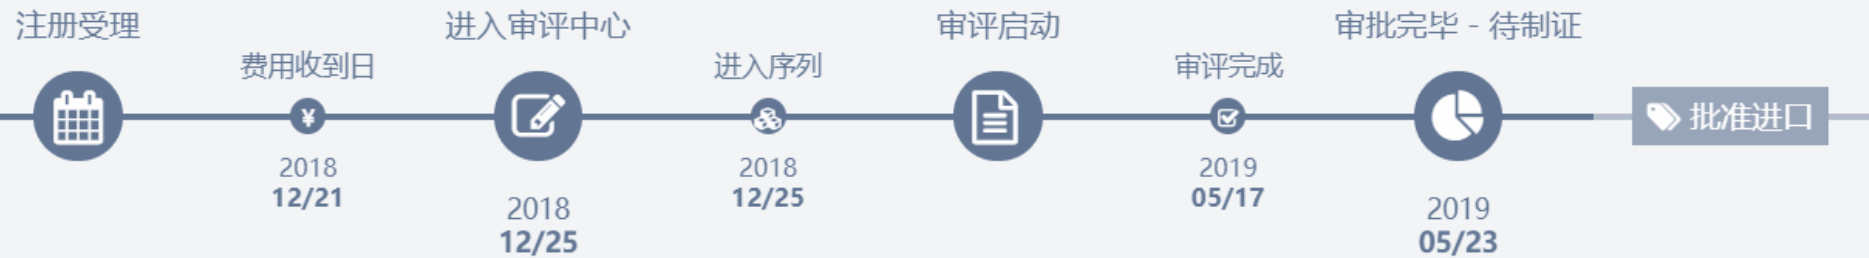 注册受理
费用收到日
¥
2018
12/21
进入审评中心
2018
12/25
进入序列
2018
12/25
审评启动
审评完成
2019
05/17
审批完毕 - 待制证
2019
05/23
批准进口